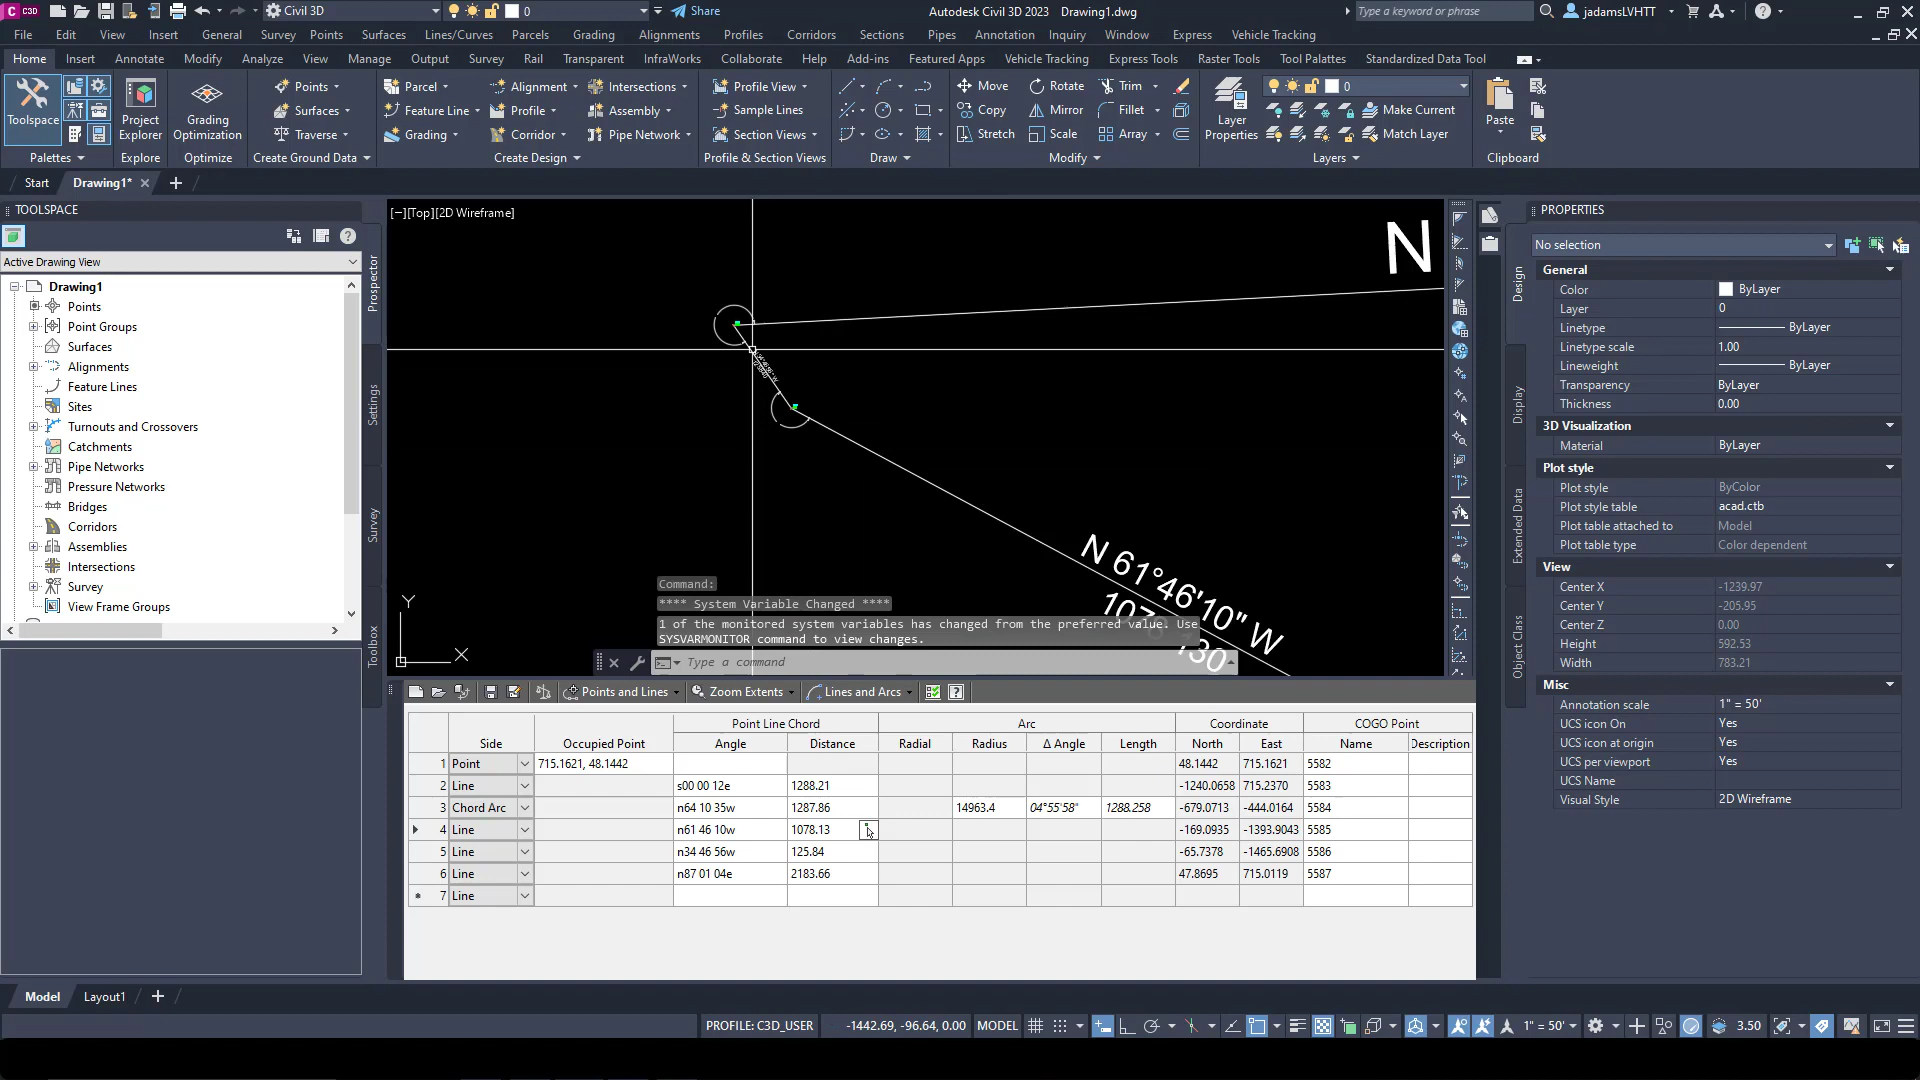 C3D Civil 3D 0 Share Autodesk Civil 3D 2023 Drawing1.dwg Type a keyword or phrase jadamsLVHTT
File Edit View Insert General Survey Points Surfaces Lines/Curves Parcels Grading Alignments Profiles Corridors Sections Pipes Annotation Inquiry Window Express Vehicle Tracking
Home Insert Annotate Modify Analyze View Manage Output Survey Rail Transparent InfraWorks Collaborate Help Add-ins Featured Apps Vehicle Tracking Express Tools Raster Tools Tool Palettes Standardized Data Tool
Points Parcel Alignment Intersections Profile View Move Rotate Trim 0
Surfaces Feature Line Profile Assembly Sample Lines Copy Mirror Fillet Make Current
Toolspace Project Explorer Grading Optimization Traverse Grading Corridor Pipe Network Section Views Stretch Scale Array Layer Properties Match Layer Paste
Palettes Explore Optimize Create Ground Data Create Design Profile & Section Views Draw Modify Layers Clipboard
Start Drawing1*
TOOLSPACE
Active Drawing View
Drawing1
Points
Point Groups
Surfaces
Alignments
Feature Lines
Sites
Turnouts and Crossovers
Catchments
Pipe Networks
Pressure Networks
Bridges
Corridors
Assemblies
Intersections
Survey
View Frame Groups
Prospector
Settings
Survey
Toolbox
[−][Top][2D Wireframe]
N
N 61°46'10" W
Y
X
Command:
**** System Variable Changed ****
1 of the monitored system variables has changed from the preferred value. Use
SYSVARMONITOR command to view changes.
Type a command
Points and Lines Zoom Extents Lines and Arcs
Point Line Chord Arc Coordinate COGO Point
Side Occupied Point Angle Distance Radial Radius Δ Angle Length North East Name Description
1 Point 715.1621, 48.1442 48.1442 715.1621 5582
2 Line s00 00 12e 1288.21 -1240.0658 715.2370 5583
3 Chord Arc n64 10 35w 1287.86 14963.4 04°55'58" 1288.258 -679.0713 -444.0164 5584
4 Line n61 46 10w 1078.13 -169.0935 -1393.9043 5585
5 Line n34 46 56w 125.84 -65.7378 -1465.6908 5586
6 Line n87 01 04e 2183.66 47.8695 715.0119 5587
7 Line
PROPERTIES
No selection
General
Color ByLayer
Layer 0
Linetype ByLayer
Linetype scale 1.00
Lineweight ByLayer
Transparency ByLayer
Thickness 0.00
3D Visualization
Material ByLayer
Plot style
Plot style ByColor
Plot style table acad.ctb
Plot table attached to Model
Plot table type Color dependent
View
Center X -1239.97
Center Y -205.95
Center Z 0.00
Height 592.53
Width 783.21
Misc
Annotation scale 1" = 50'
UCS icon On Yes
UCS icon at origin Yes
UCS per viewport Yes
UCS Name
Visual Style 2D Wireframe
Design
Display
Extended Data
Object Class
Model Layout1
PROFILE: C3D_USER -1442.69, -96.64, 0.00 MODEL 1" = 50' 3.50